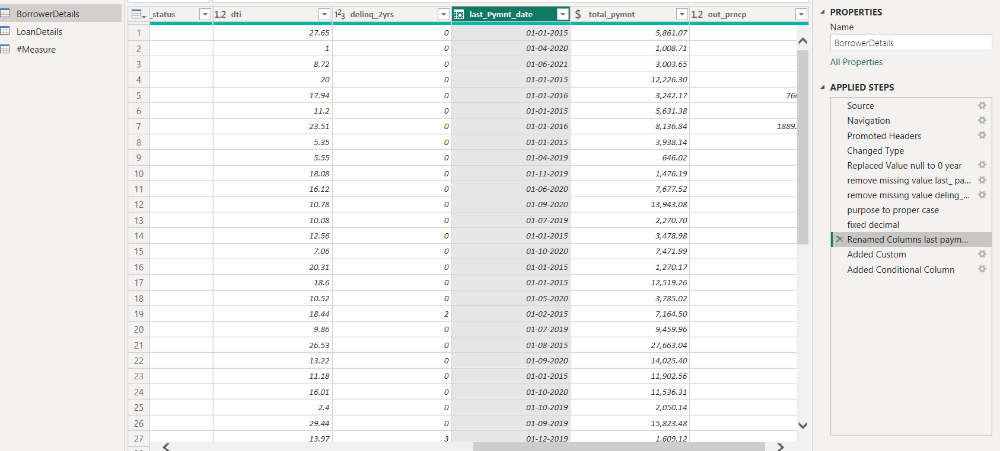 BorrowerDetails
LoanDetails
#Measure
_status 1.2 dti 123 delinq_2yrs last_Pymnt_date $ total_pymnt 1.2 out_prncp
1 27.65 0 01-01-2015 5,861.07
2 1 0 01-04-2020 1,008.71
3 8.72 0 01-06-2021 3,003.65
4 20 0 01-01-2015 12,226.30
5 17.94 0 01-01-2016 3,242.17
6 11.2 0 01-01-2015 5,631.38
7 23.51 0 01-01-2016 8,136.84 1889.
8 5.35 0 01-01-2015 3,938.14
9 5.55 0 01-04-2019 646.02
10 18.08 0 01-11-2019 1,476.19
11 16.12 0 01-06-2020 7,677.52
12 10.78 0 01-09-2020 13,943.08
13 10.08 0 01-07-2019 2,270.70
14 12.56 0 01-01-2015 3,478.98
15 7.06 0 01-10-2020 7,471.99
16 20.31 0 01-01-2015 1,270.17
17 18.6 0 01-01-2015 12,519.26
18 10.52 0 01-05-2020 3,785.02
19 18.44 2 01-02-2015 7,164.50
20 9.86 0 01-07-2019 9,459.96
21 26.53 0 01-08-2015 27,663.04
22 13.22 0 01-09-2020 14,025.40
23 11.18 0 01-01-2015 11,902.56
24 16.01 0 01-10-2020 11,536.31
25 2.4 0 01-10-2019 2,050.14
26 29.44 0 01-09-2019 15,823.48
27 13.97 3 01-12-2019 1,609.12
PROPERTIES
Name
BorrowerDetails
All Properties
APPLIED STEPS
Source
Navigation
Promoted Headers
Changed Type
Replaced Value null to 0 year
remove missing value last_ pa...
remove missing value deling_...
purpose to proper case
fixed decimal
Renamed Columns last paym...
Added Custom
Added Conditional Column